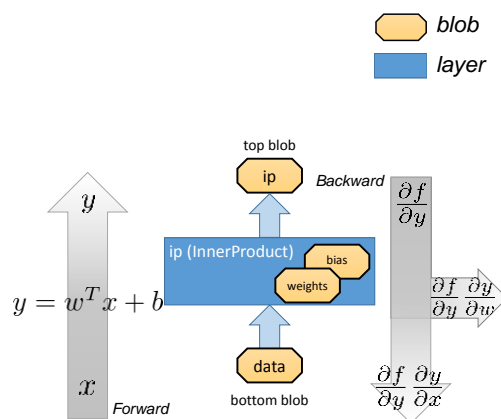 blob
layer
top blob
ip
Backward
y
∂f/∂y
ip (InnerProduct)
bias
weights
y = w^T x + b
∂f/∂y ∂y/∂w
x
data
∂f/∂y ∂y/∂x
bottom blob
Forward